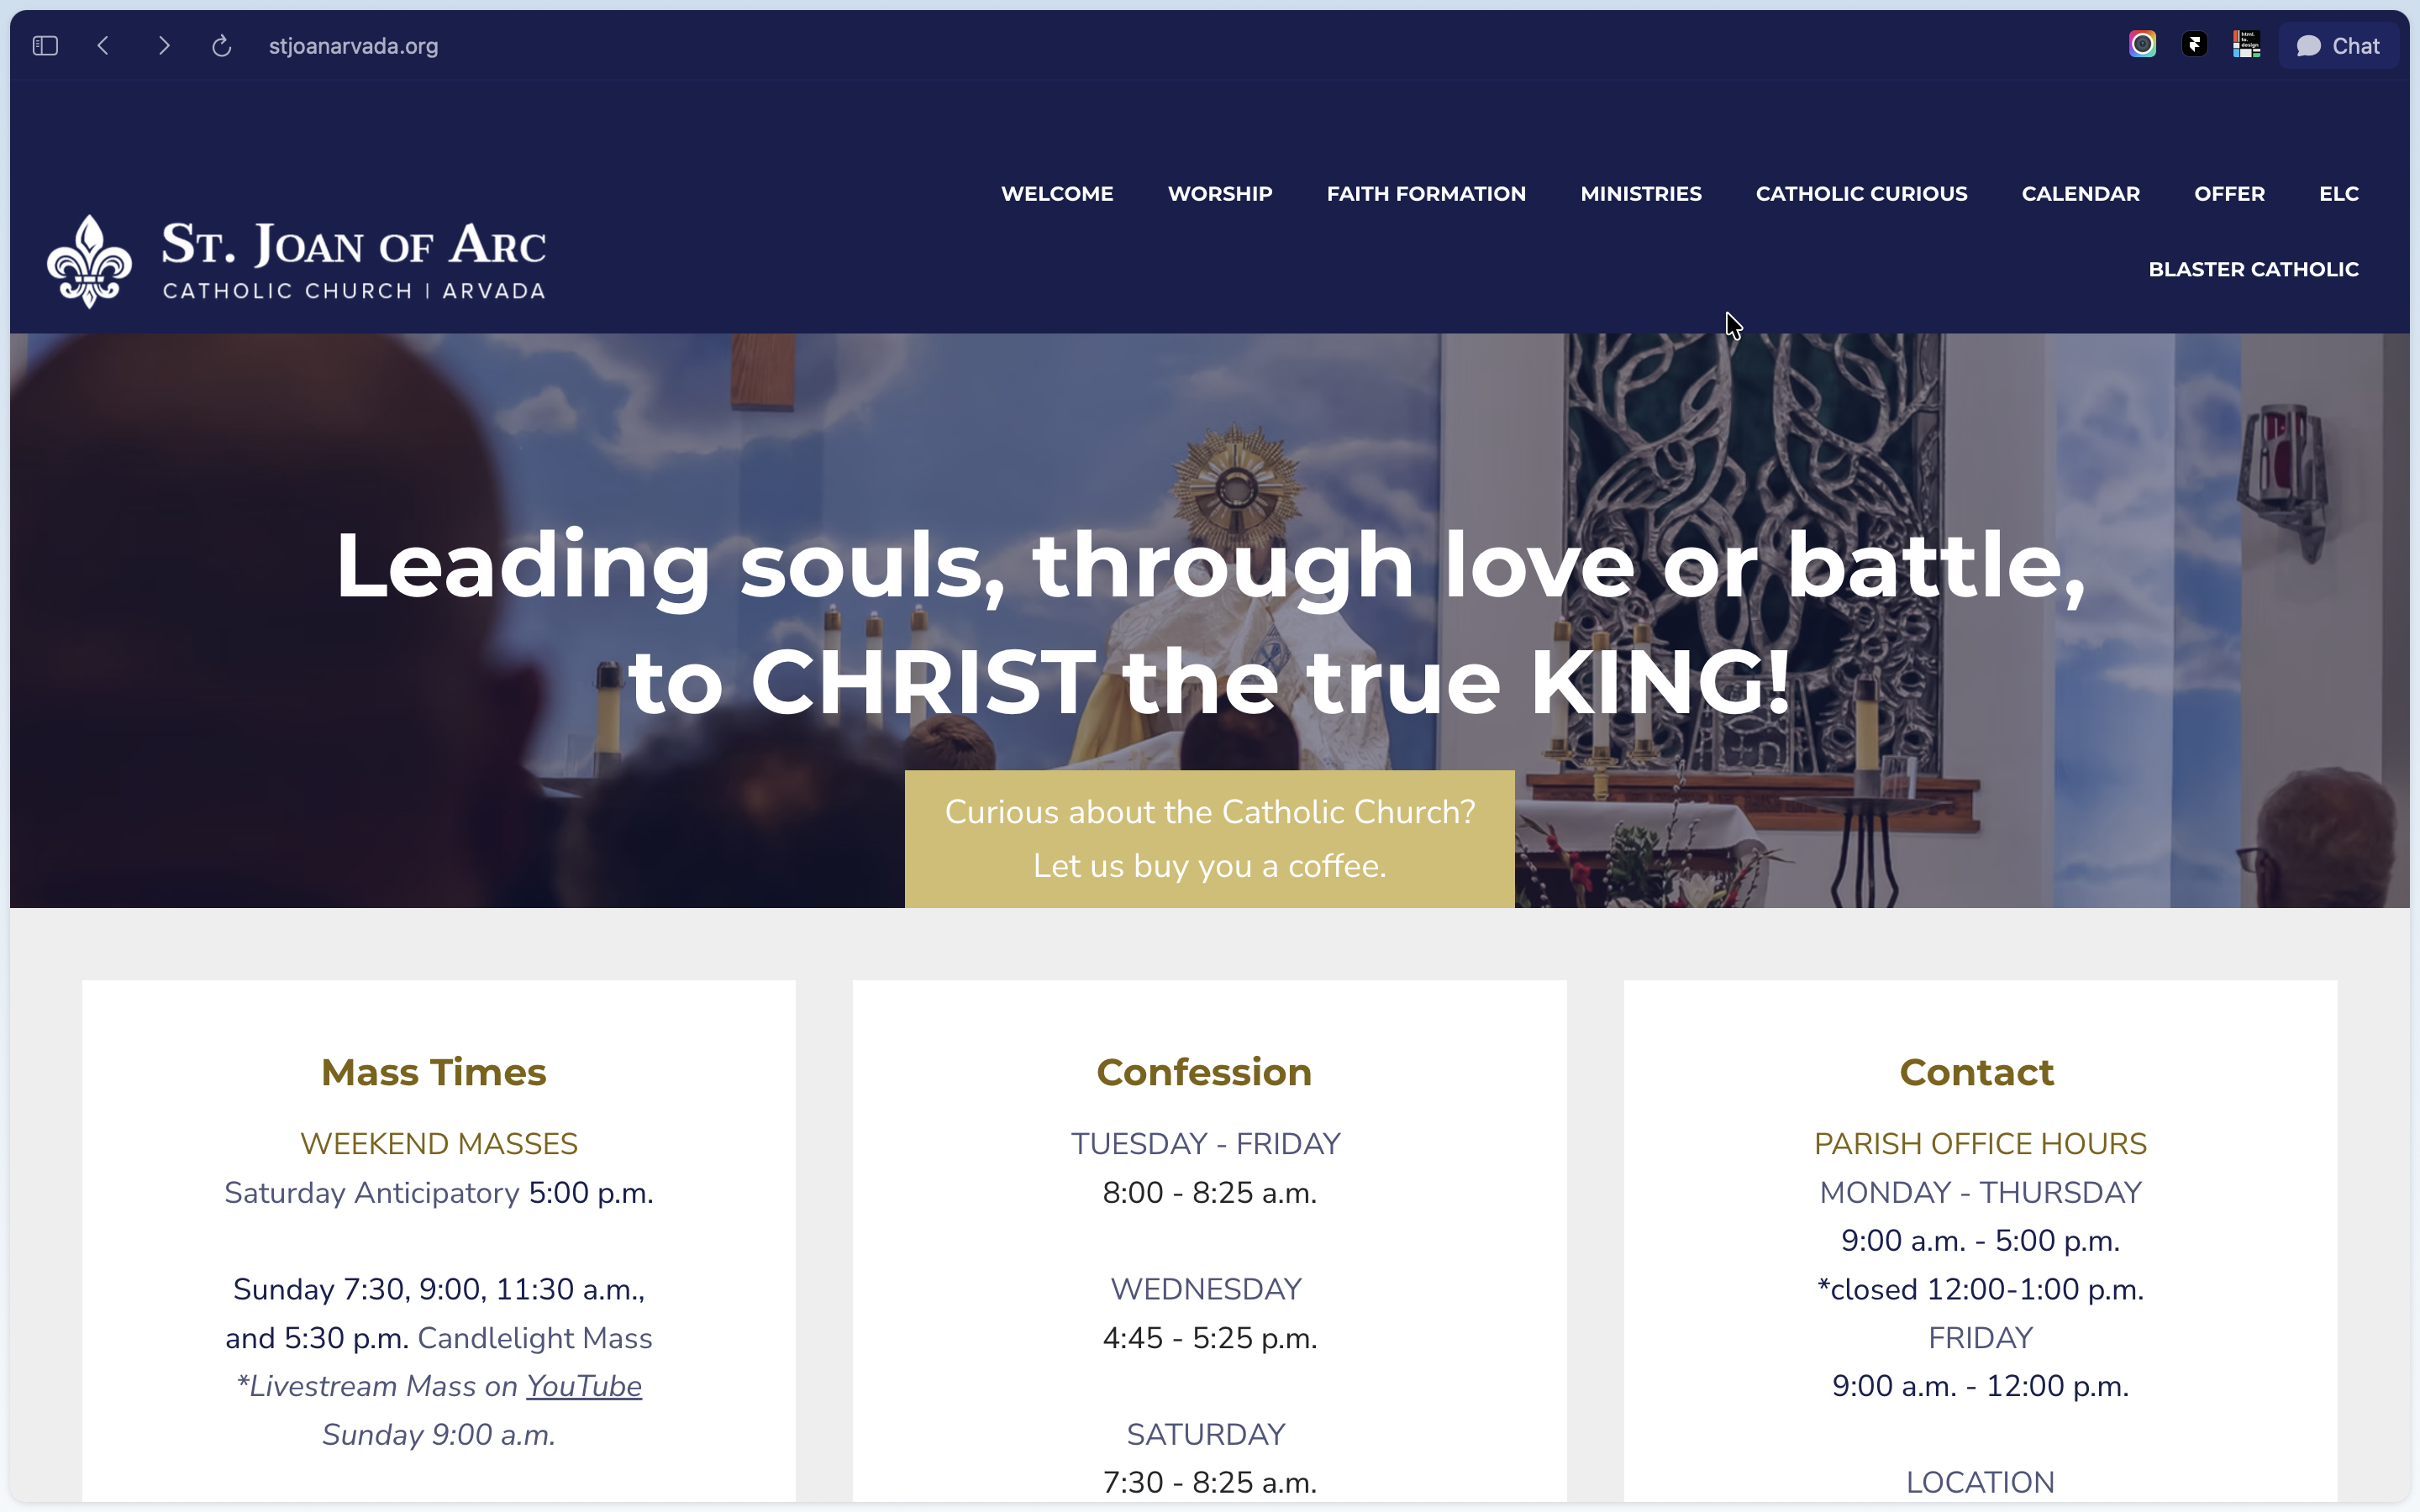 stjoanarvada.org
Chat
WELCOME WORSHIP FAITH FORMATION MINISTRIES CATHOLIC CURIOUS CALENDAR OFFER ELC
BLASTER CATHOLIC
ST. JOAN OF ARC
CATHOLIC CHURCH | ARVADA
Leading souls, through love or battle,
to CHRIST the true KING!
Curious about the Catholic Church?
Let us buy you a coffee.
Mass Times
WEEKEND MASSES
Saturday Anticipatory 5:00 p.m.
Sunday 7:30, 9:00, 11:30 a.m.,
and 5:30 p.m. Candlelight Mass
*Livestream Mass on YouTube
Sunday 9:00 a.m.
Confession
TUESDAY - FRIDAY
8:00 - 8:25 a.m.
WEDNESDAY
4:45 - 5:25 p.m.
SATURDAY
7:30 - 8:25 a.m.
Contact
PARISH OFFICE HOURS
MONDAY - THURSDAY
9:00 a.m. - 5:00 p.m.
*closed 12:00-1:00 p.m.
FRIDAY
9:00 a.m. - 12:00 p.m.
LOCATION